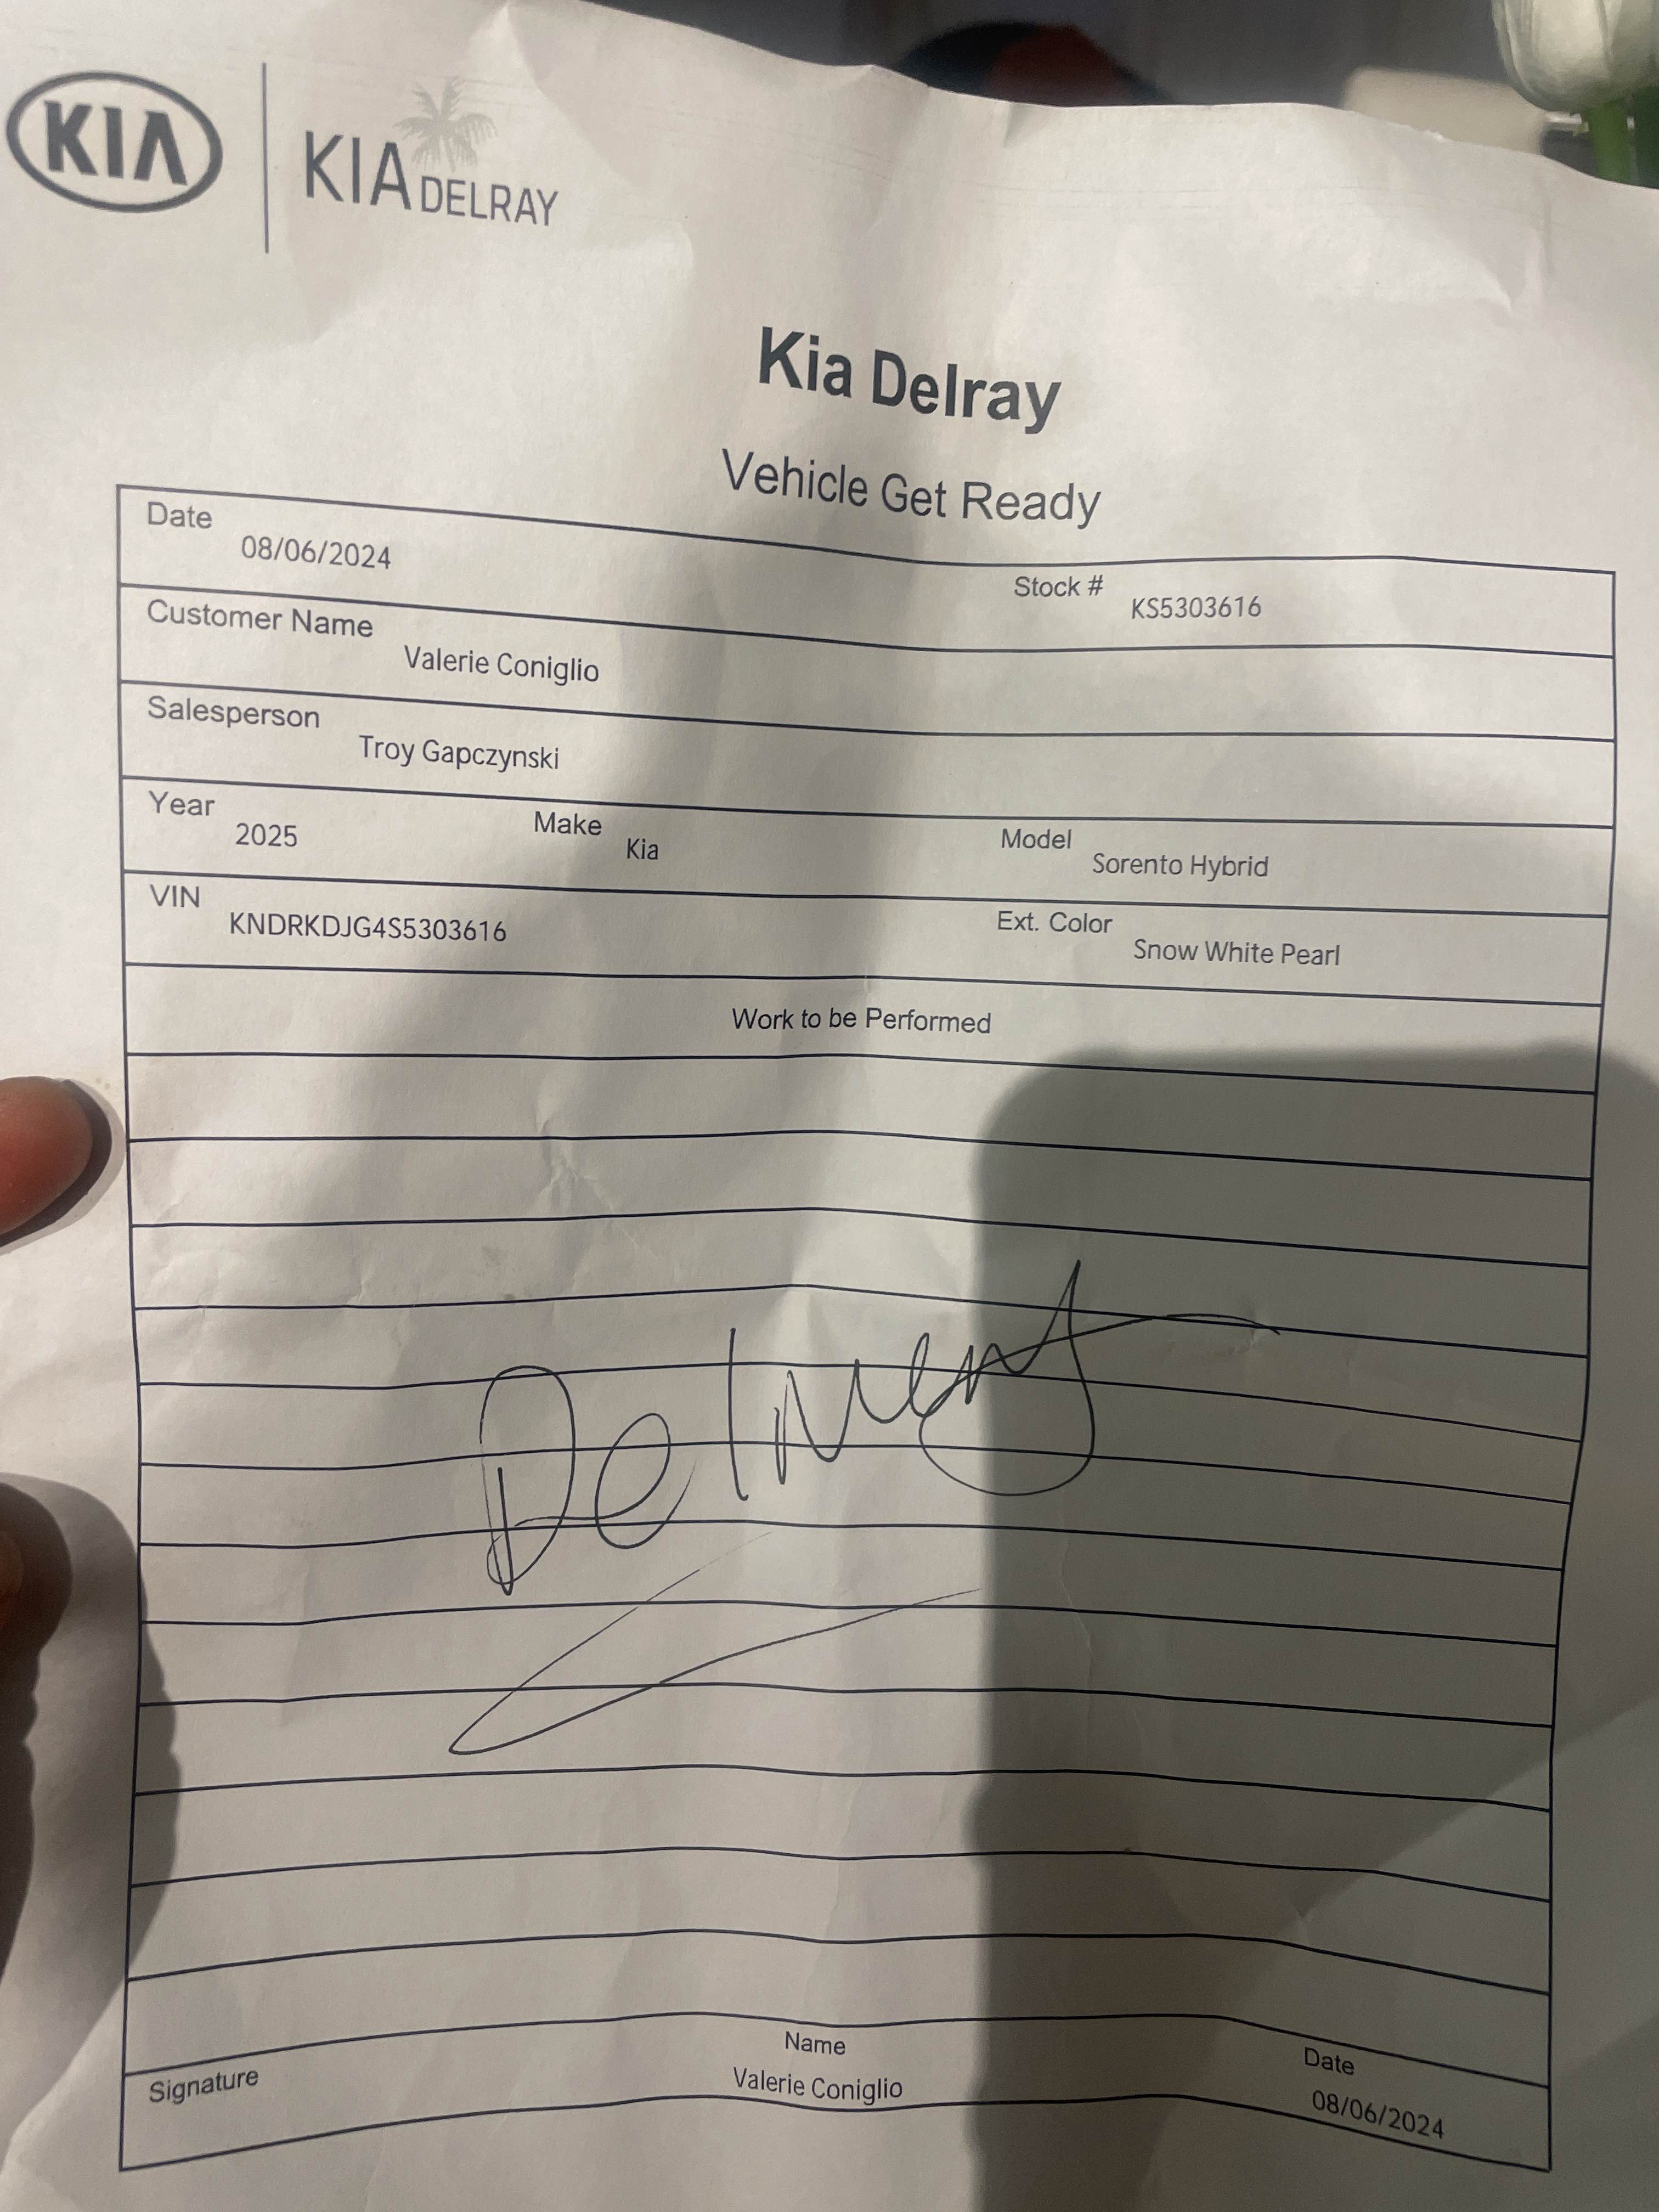 KIA
KIA DELRAY
Kia Delray
Vehicle Get Ready
Date 08/06/2024 Stock # KS5303616
Customer Name Valerie Coniglio
Salesperson Troy Gapczynski
Year 2025 Make Kia Model Sorento Hybrid
VIN KNDRKDJG4S5303616 Ext. Color Snow White Pearl
Work to be Performed
Signature Name Valerie Coniglio Date 08/06/2024